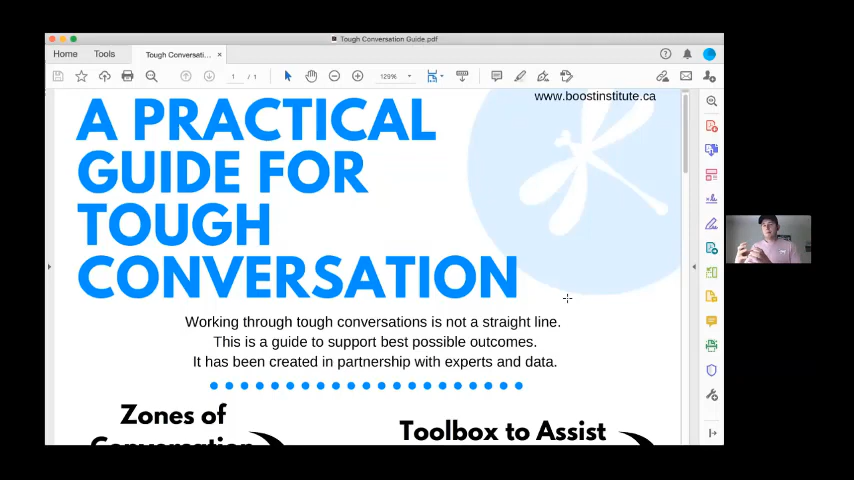 Tough Conversation Guide.pdf
Home
Tools
Tough Conversati...
×
1 / 1
129%
www.boostinstitute.ca
A PRACTICAL
GUIDE FOR
TOUGH
CONVERSATION
Working through tough conversations is not a straight line.
This is a guide to support best possible outcomes.
It has been created in partnership with experts and data.
Zones of
Conversation
Toolbox to Assist